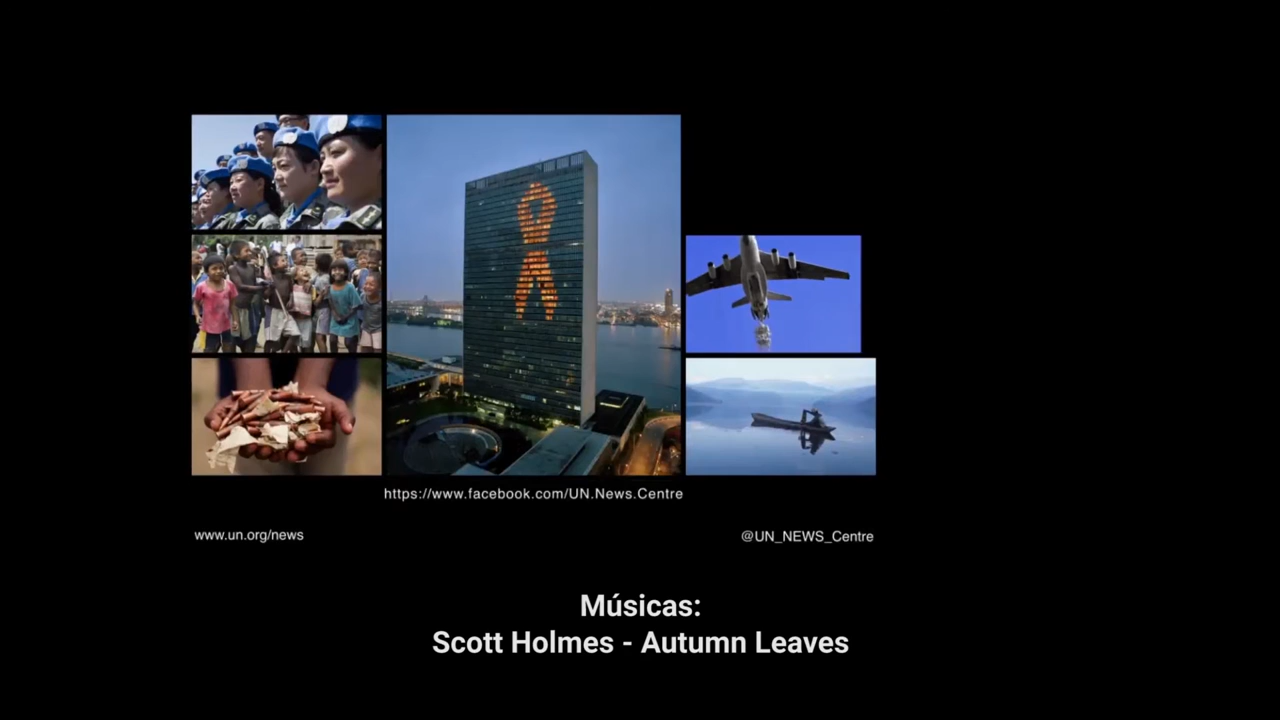 https://www.facebook.com/UN.News.Centre
www.un.org/news
@UN_NEWS_Centre
Músicas:
Scott Holmes - Autumn Leaves